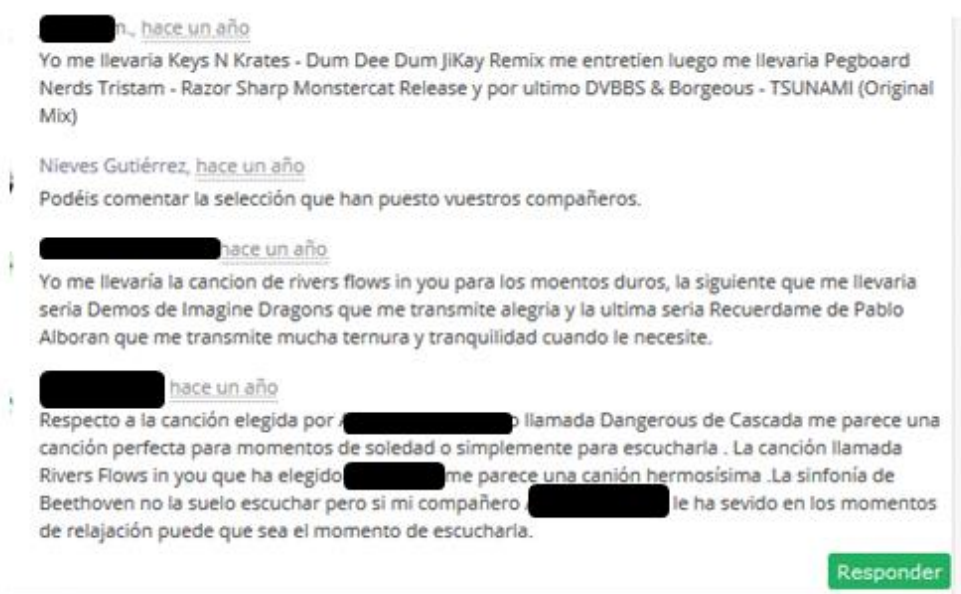 n., hace un año
Yo me llevaria Keys N Krates - Dum Dee Dum JiKay Remix me entretien luego me llevaria Pegboard
Nerds Tristam - Razor Sharp Monstercat Release y por ultimo DVBBS & Borgeous - TSUNAMI (Original
Mix)
Nieves Gutiérrez, hace un año
Podéis comentar la selección que han puesto vuestros compañeros.
hace un año
Yo me llevaría la cancion de rivers flows in you para los moentos duros, la siguiente que me llevaria
seria Demos de Imagine Dragons que me transmite alegria y la ultima seria Recuerdame de Pablo
Alboran que me transmite mucha ternura y tranquilidad cuando le necesite.
hace un año
Respecto a la canción elegida por llamada Dangerous de Cascada me parece una
canción perfecta para momentos de soledad o simplemente para escucharla . La canción llamada
Rivers Flows in you que ha elegido me parece una canión hermosísima .La sinfonía de
Beethoven no la suelo escuchar pero si mi compañero le ha sevido en los momentos
de relajación puede que sea el momento de escucharla.
Responder